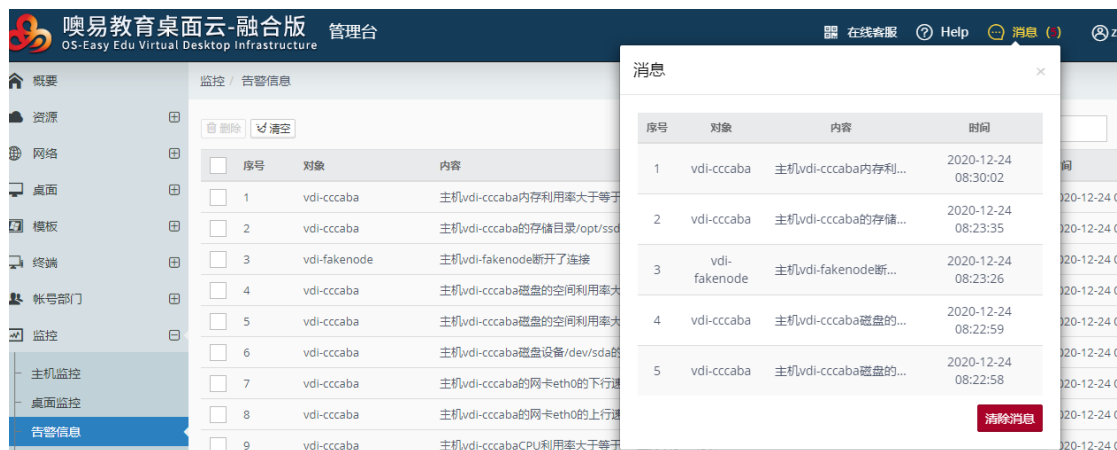 噢易教育桌面云-融合版 管理台 在线客服 Help 消息 ( )
OS-Easy Edu Virtual Desktop Infrastructure
概要
资源
网络
桌面
模板
终端
帐号部门
监控
主机监控
桌面监控
告警信息
监控 / 告警信息
删除 清空
序号 对象 内容
1 vdi-cccaba 主机vdi-cccaba内存利用率大于等于
2 vdi-cccaba 主机vdi-cccaba的存储目录/opt/ssd
3 vdi-fakenode 主机vdi-fakenode断开了连接
4 vdi-cccaba 主机vdi-cccaba磁盘的空间利用率大
5 vdi-cccaba 主机vdi-cccaba磁盘的空间利用率大
6 vdi-cccaba 主机vdi-cccaba磁盘设备/dev/sda的
7 vdi-cccaba 主机vdi-cccaba的网卡eth0的下行速
8 vdi-cccaba 主机vdi-cccaba的网卡eth0的上行速
9 vdi-cccaba 主机vdi-cccabaCPU利用率大于等于
消息 ×
序号 对象 内容 时间
1 vdi-cccaba 主机vdi-cccaba内存利... 2020-12-24
08:30:02
2 vdi-cccaba 主机vdi-cccaba的存储... 2020-12-24
08:23:35
3 vdi-
fakenode 主机vdi-fakenode断... 2020-12-24
08:23:26
4 vdi-cccaba 主机vdi-cccaba磁盘的... 2020-12-24
08:22:59
5 vdi-cccaba 主机vdi-cccaba磁盘的... 2020-12-24
08:22:58
清除消息